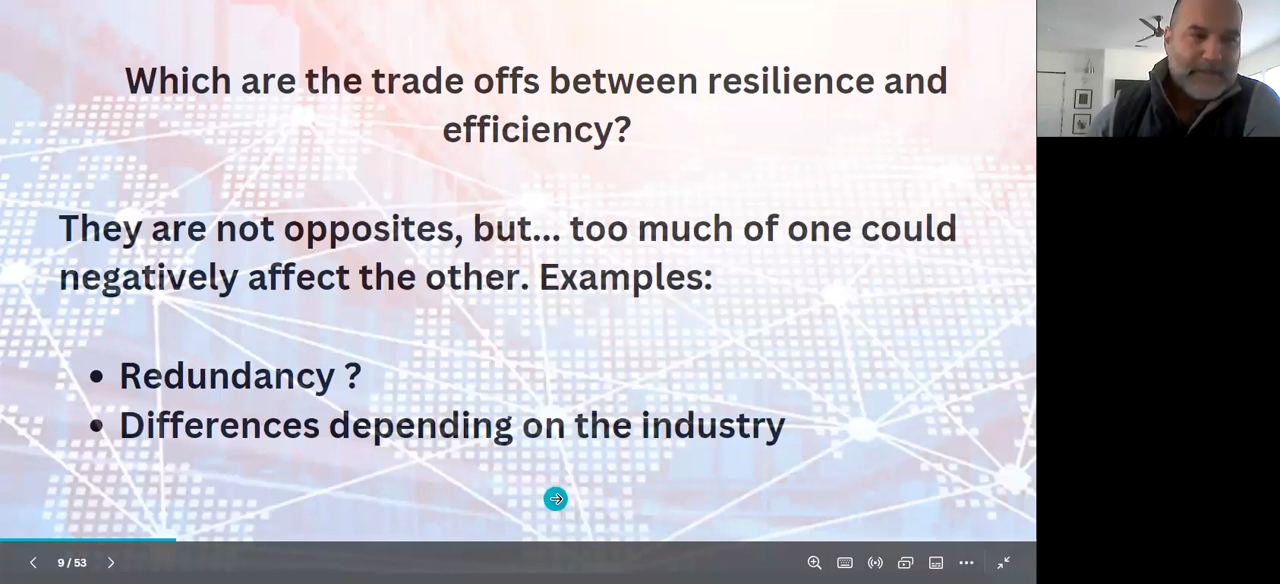 Which are the trade offs between resilience and
efficiency?
They are not opposites, but... too much of one could
negatively affect the other. Examples:
• Redundancy ?
• Differences depending on the industry
9 / 53